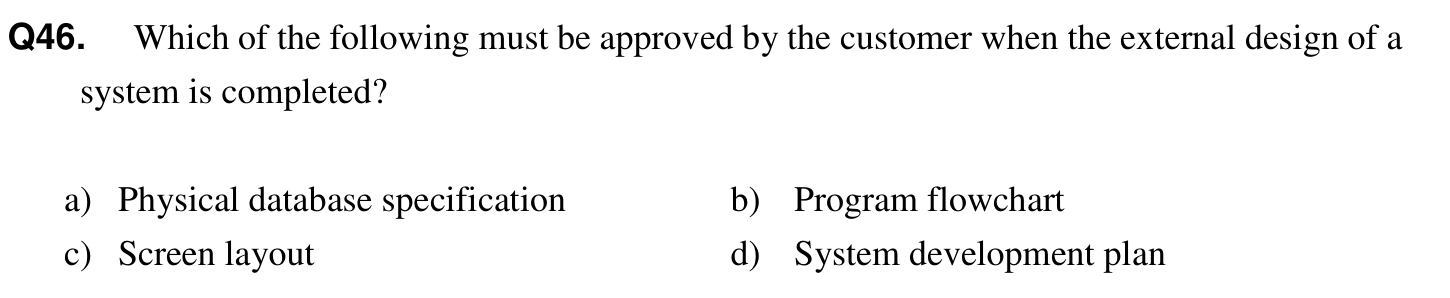 Q46. Which of the following must be approved by the customer when the external design of a
system is completed?
a) Physical database specification b) Program flowchart
c) Screen layout d) System development plan